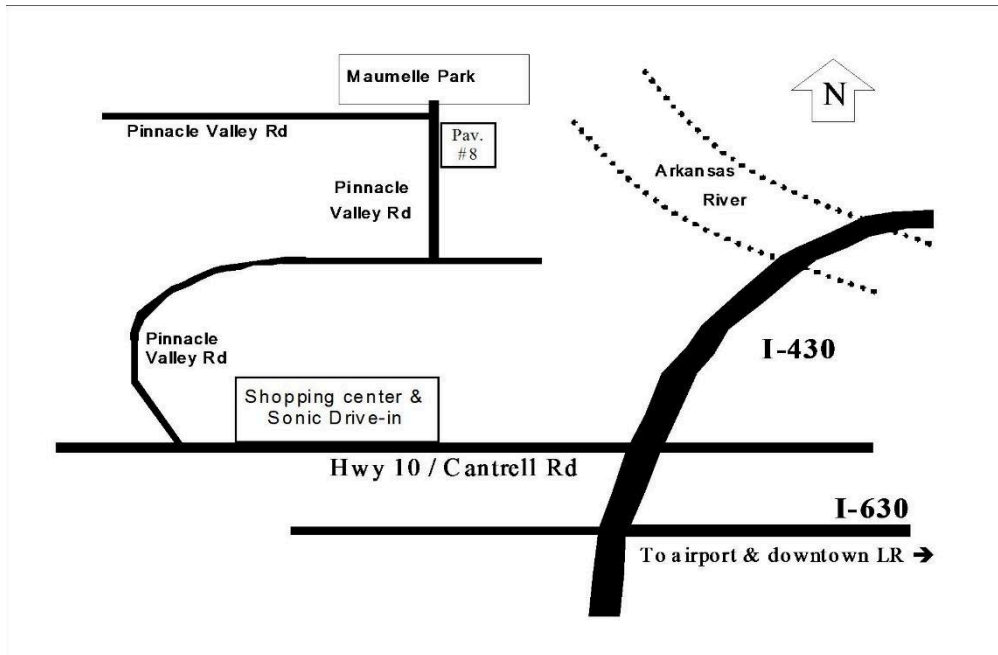 Maumelle Park
N
Pinnacle Valley Rd
Pav.
#8
Arkansas
River
Pinnacle
Valley Rd
Pinnacle
Valley Rd
I-430
Shopping center &
Sonic Drive-in
Hwy 10 / Cantrell Rd
I-630
To airport & downtown LR →